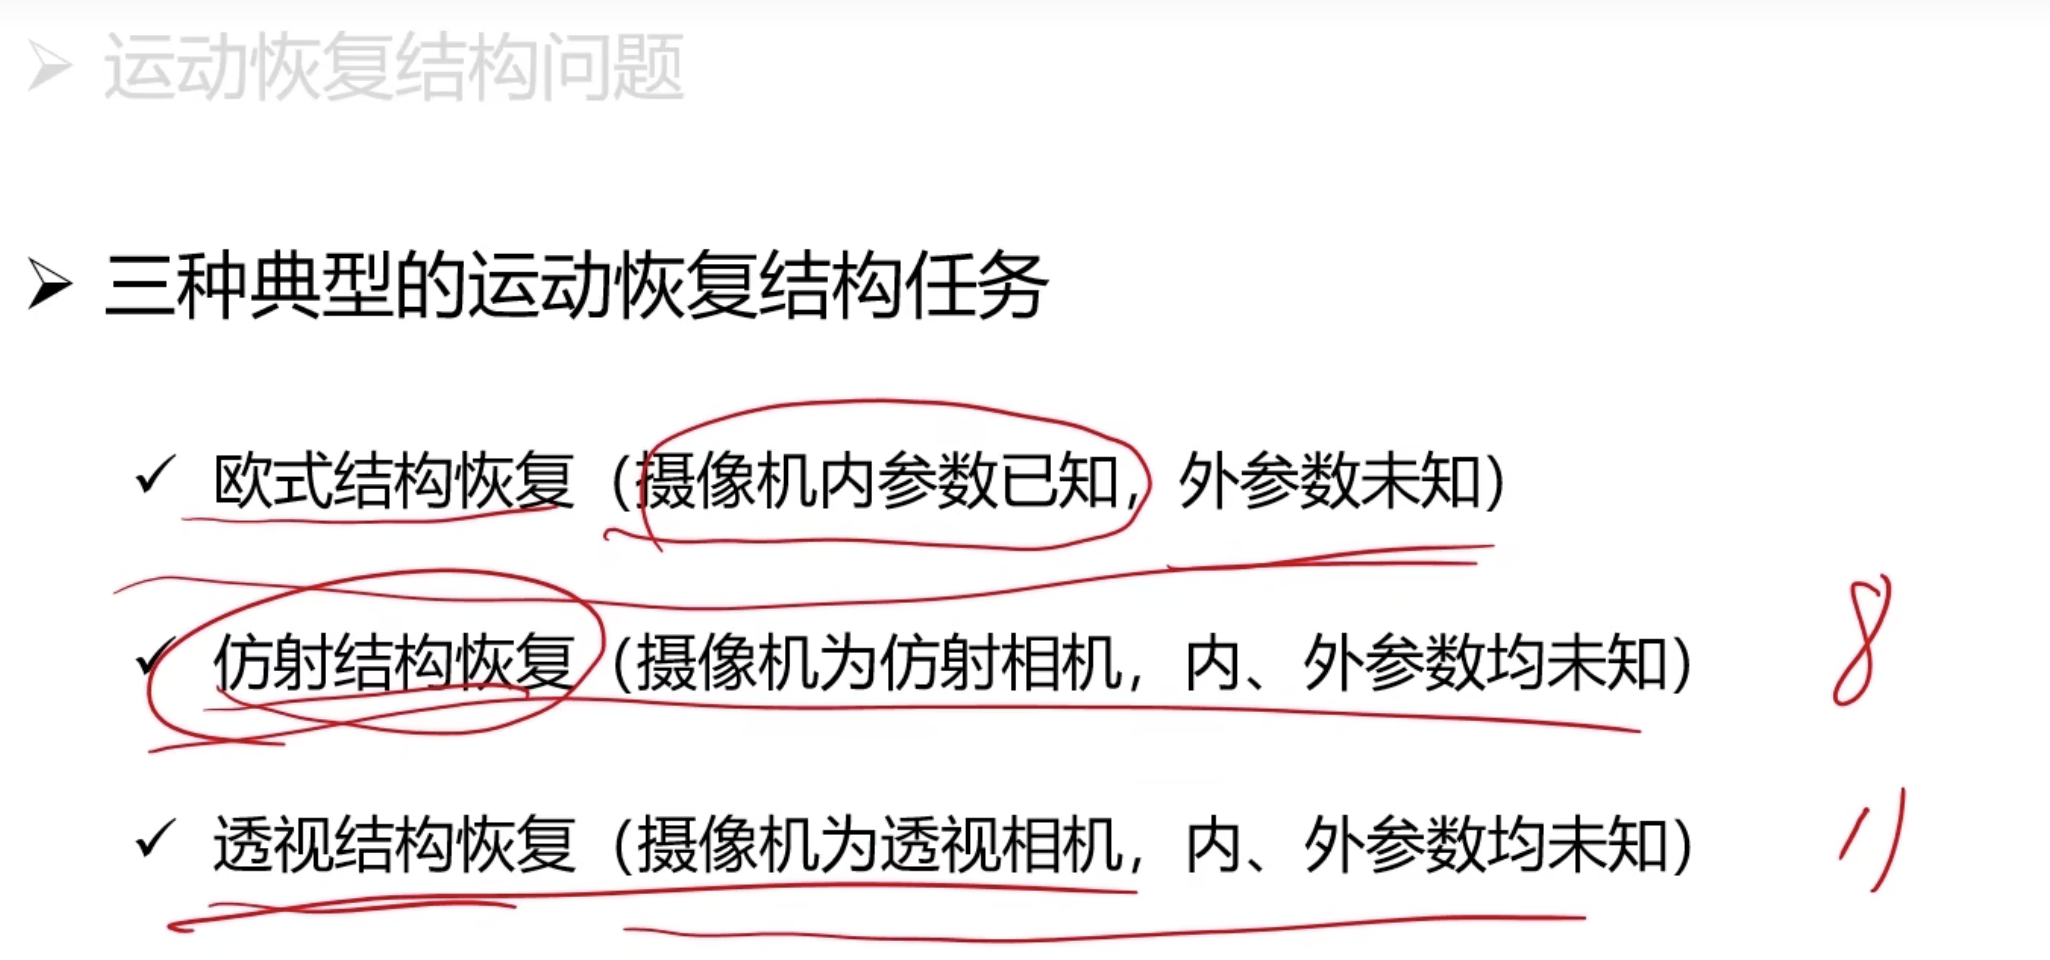 运动恢复结构问题
三种典型的运动恢复结构任务
欧式结构恢复（摄像机内参数已知，外参数未知）
仿射结构恢复（摄像机为仿射相机，内、外参数均未知） 8
透视结构恢复（摄像机为透视相机，内、外参数均未知） 11